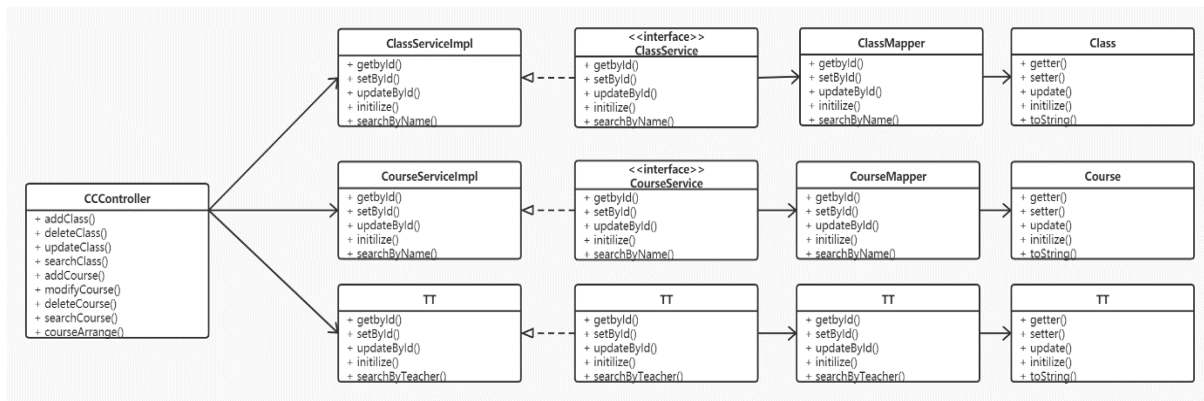 ClassServiceImpl
+ getbyId()
+ setById()
+ updateById()
+ initilize()
+ searchByName()
<<interface>>
ClassService
+ getbyId()
+ setById()
+ updateById()
+ initilize()
+ searchByName()
ClassMapper
+ getbyId()
+ setById()
+ updateById()
+ initilize()
+ searchByName()
Class
+ getter()
+ setter()
+ update()
+ initilize()
+ toString()
CCController
+ addClass()
+ deleteClass()
+ updateClass()
+ searchClass()
+ addCourse()
+ modifyCourse()
+ deleteCourse()
+ searchCourse()
+ courseArrange()
CourseServiceImpl
+ getbyId()
+ setById()
+ updateById()
+ initilize()
+ searchByName()
<<interface>>
CourseService
+ getbyId()
+ setById()
+ updateById()
+ initilize()
+ searchByName()
CourseMapper
+ getbyId()
+ setById()
+ updateById()
+ initilize()
+ searchByName()
Course
+ getter()
+ setter()
+ update()
+ initilize()
+ toString()
TT
+ getbyId()
+ setById()
+ updateById()
+ initilize()
+ searchByTeacher()
TT
+ getbyId()
+ setById()
+ updateById()
+ initilize()
+ searchByTeacher()
TT
+ getbyId()
+ setById()
+ updateById()
+ initilize()
+ searchByTeacher()
TT
+ getter()
+ setter()
+ update()
+ initilize()
+ toString()